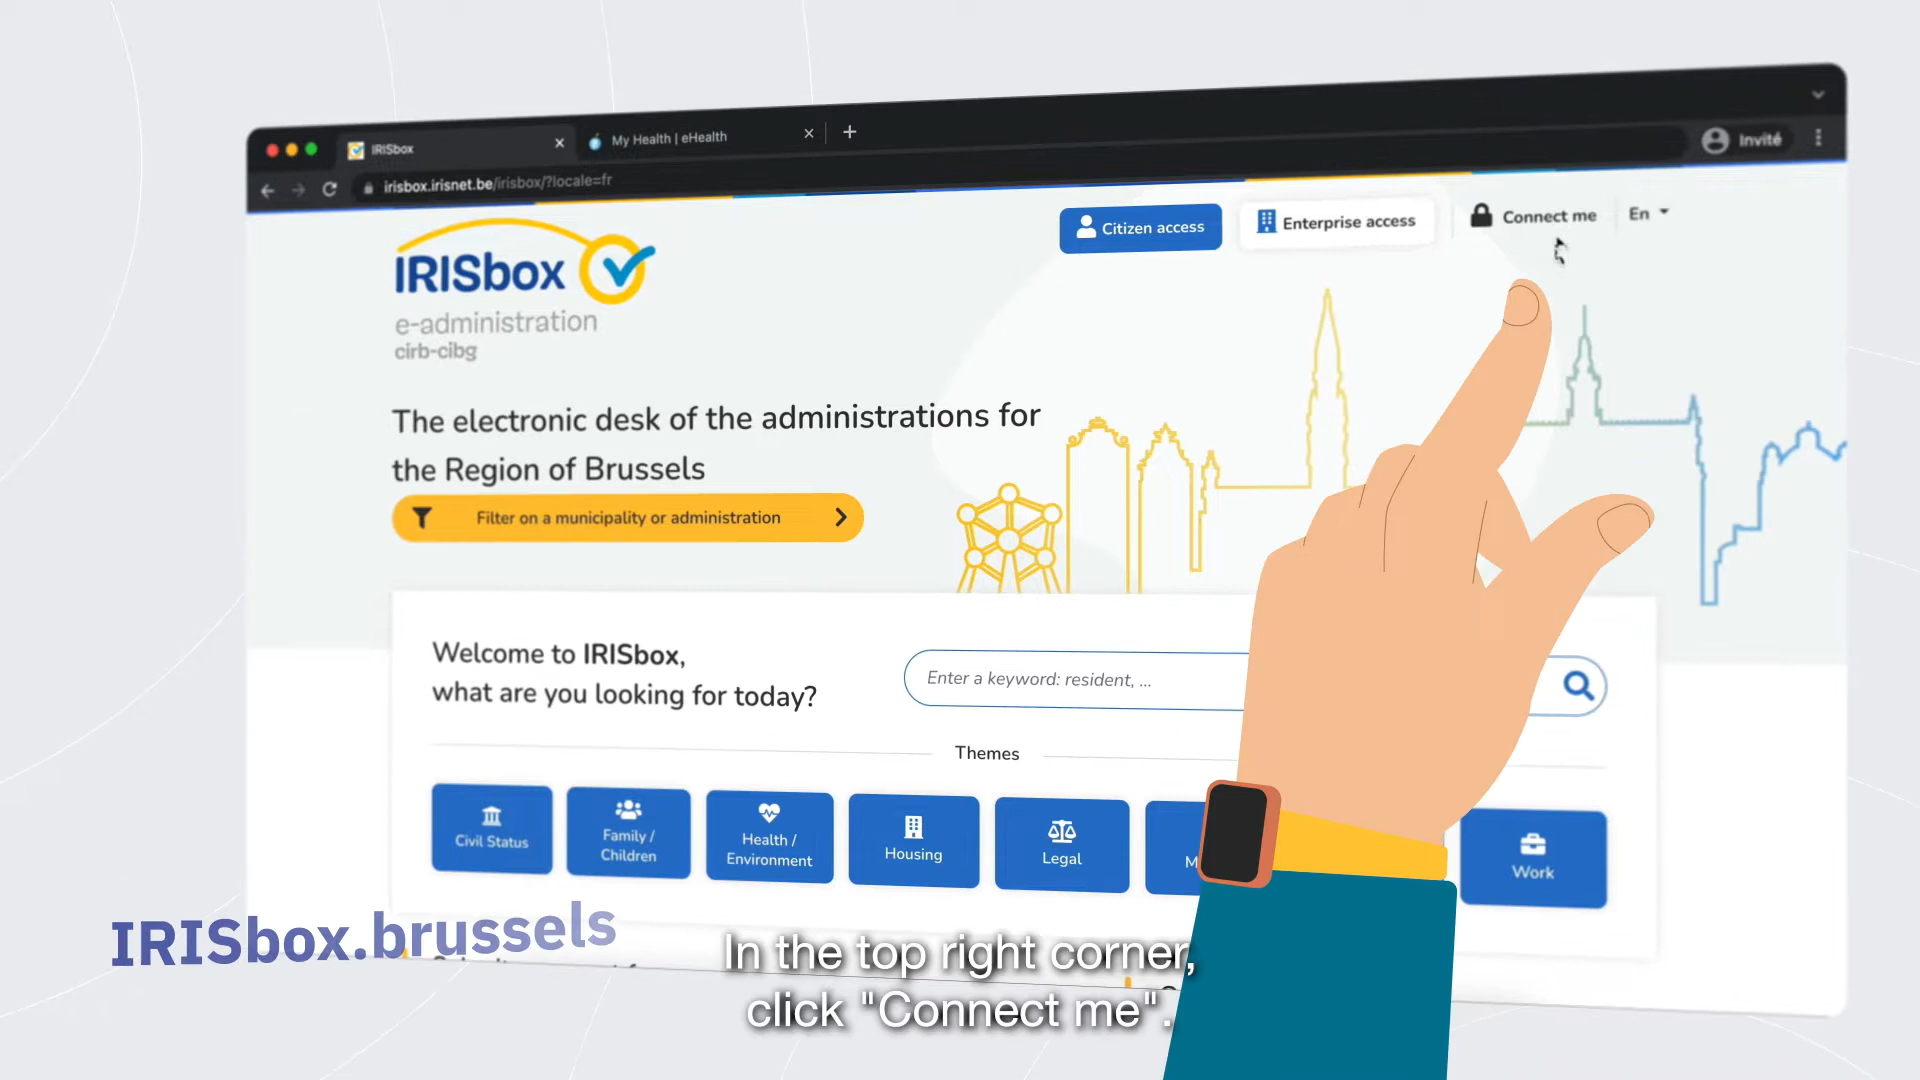 IRISbox
My Health | eHealth
Invité
irisbox.irisnet.be/irisbox/?locale=fr
Citizen access
Enterprise access
Connect me
En
IRISbox
e-administration
cirb-cibg
The electronic desk of the administrations for
the Region of Brussels
Filter on a municipality or administration
Welcome to IRISbox,
what are you looking for today?
Enter a keyword: resident, ...
Themes
Civil Status
Family /
Children
Health /
Environment
Housing
Legal
Work
IRISbox.brussels
In the top right corner,
click "Connect me".